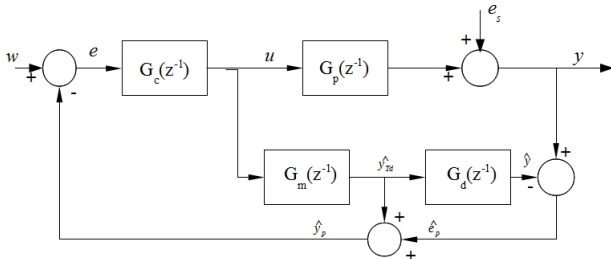 e_s
w
e
G_c(z^-1)
u
G_p(z^-1)
y
+
-
+
+
G_m(z^-1)
ŷ_Td
G_d(z^-1)
ŷ
+
-
ŷ_p
+
+
ê_p